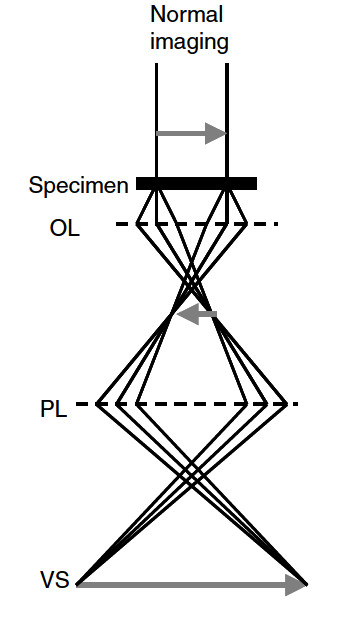 Normal
imaging
Specimen
OL
PL
VS